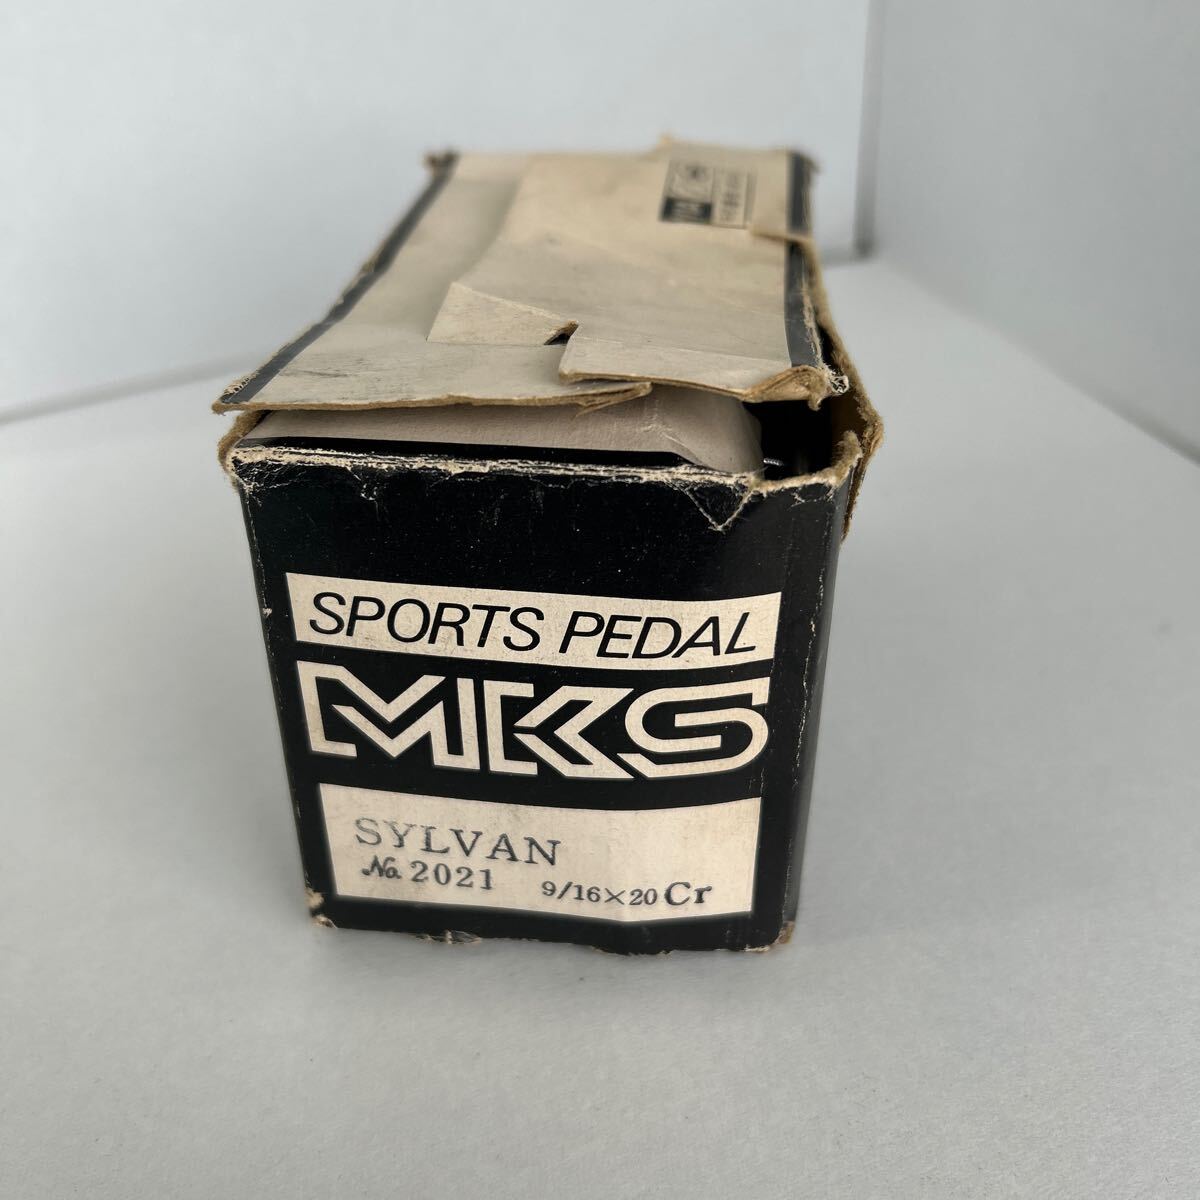 SPORTS PEDAL
MKS
SYLVAN
No. 2021 9/16×20 Cr